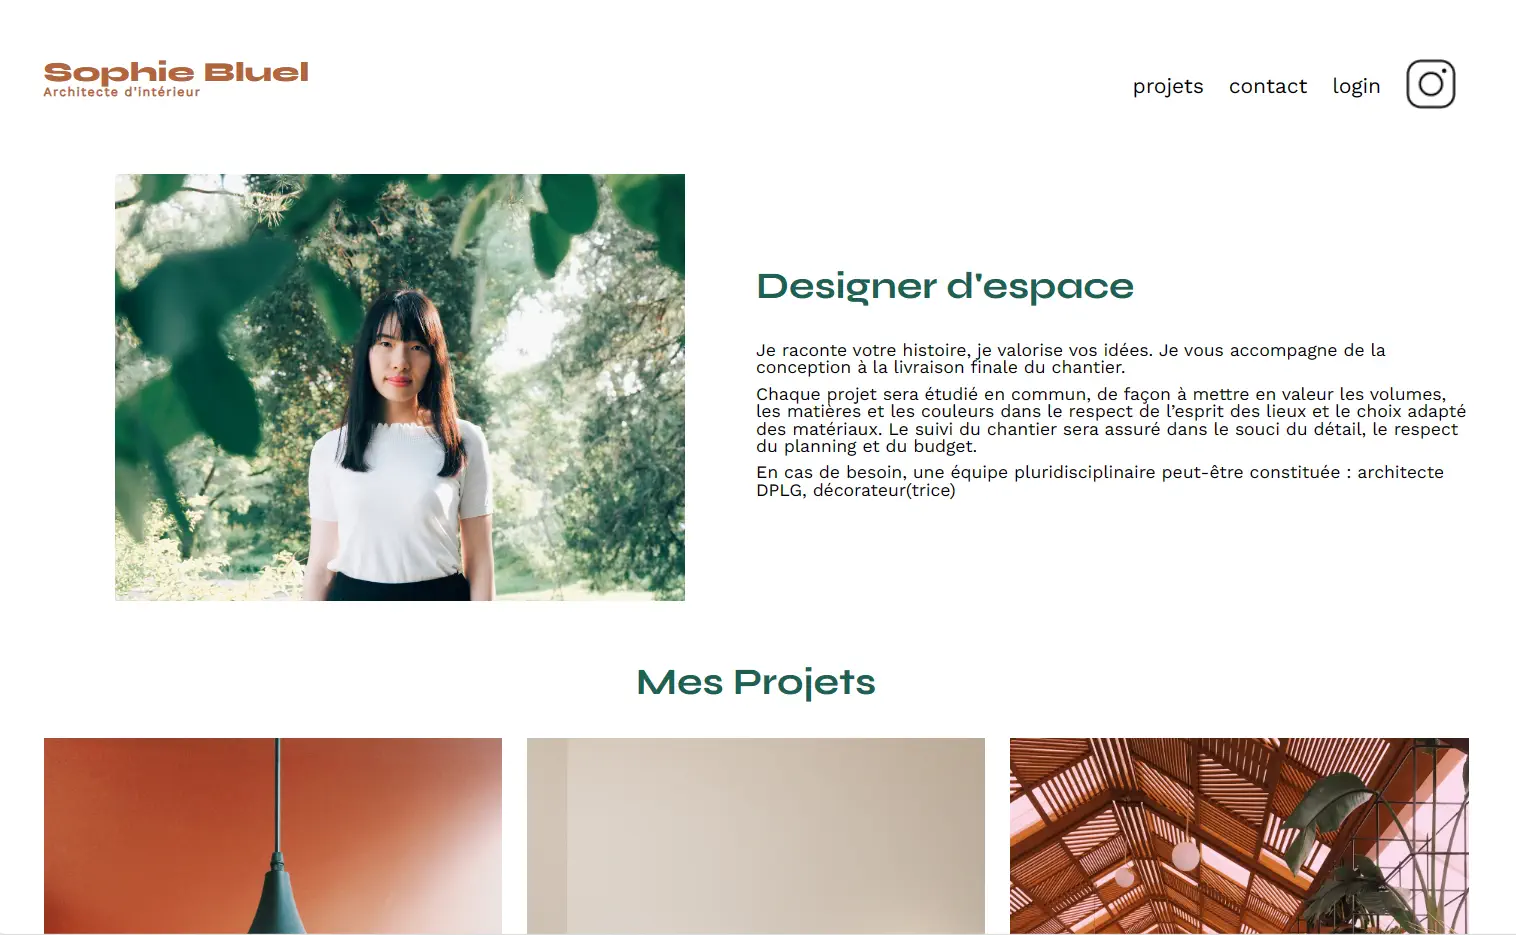 Sophie Bluel
Architecte d'intérieur
projets contact login
Designer d'espace
Je raconte votre histoire, je valorise vos idées. Je vous accompagne de la
conception à la livraison finale du chantier.
Chaque projet sera étudié en commun, de façon à mettre en valeur les volumes,
les matières et les couleurs dans le respect de l’esprit des lieux et le choix adapté
des matériaux. Le suivi du chantier sera assuré dans le souci du détail, le respect
du planning et du budget.
En cas de besoin, une équipe pluridisciplinaire peut-être constituée : architecte
DPLG, décorateur(trice)
Mes Projets